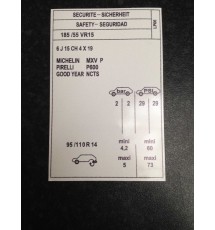 SECURITE - SICHERHEIT
SAFETY - SEGURIDAD
185 /55 VR15
6 J 15 CH 4 X 19
MICHELIN MXV P
PIRELLI P600
GOOD YEAR NCTS
bar PSI
2 2 29 29
95 /110 R 14
mini mini
4,2 60
maxi maxi
5 73